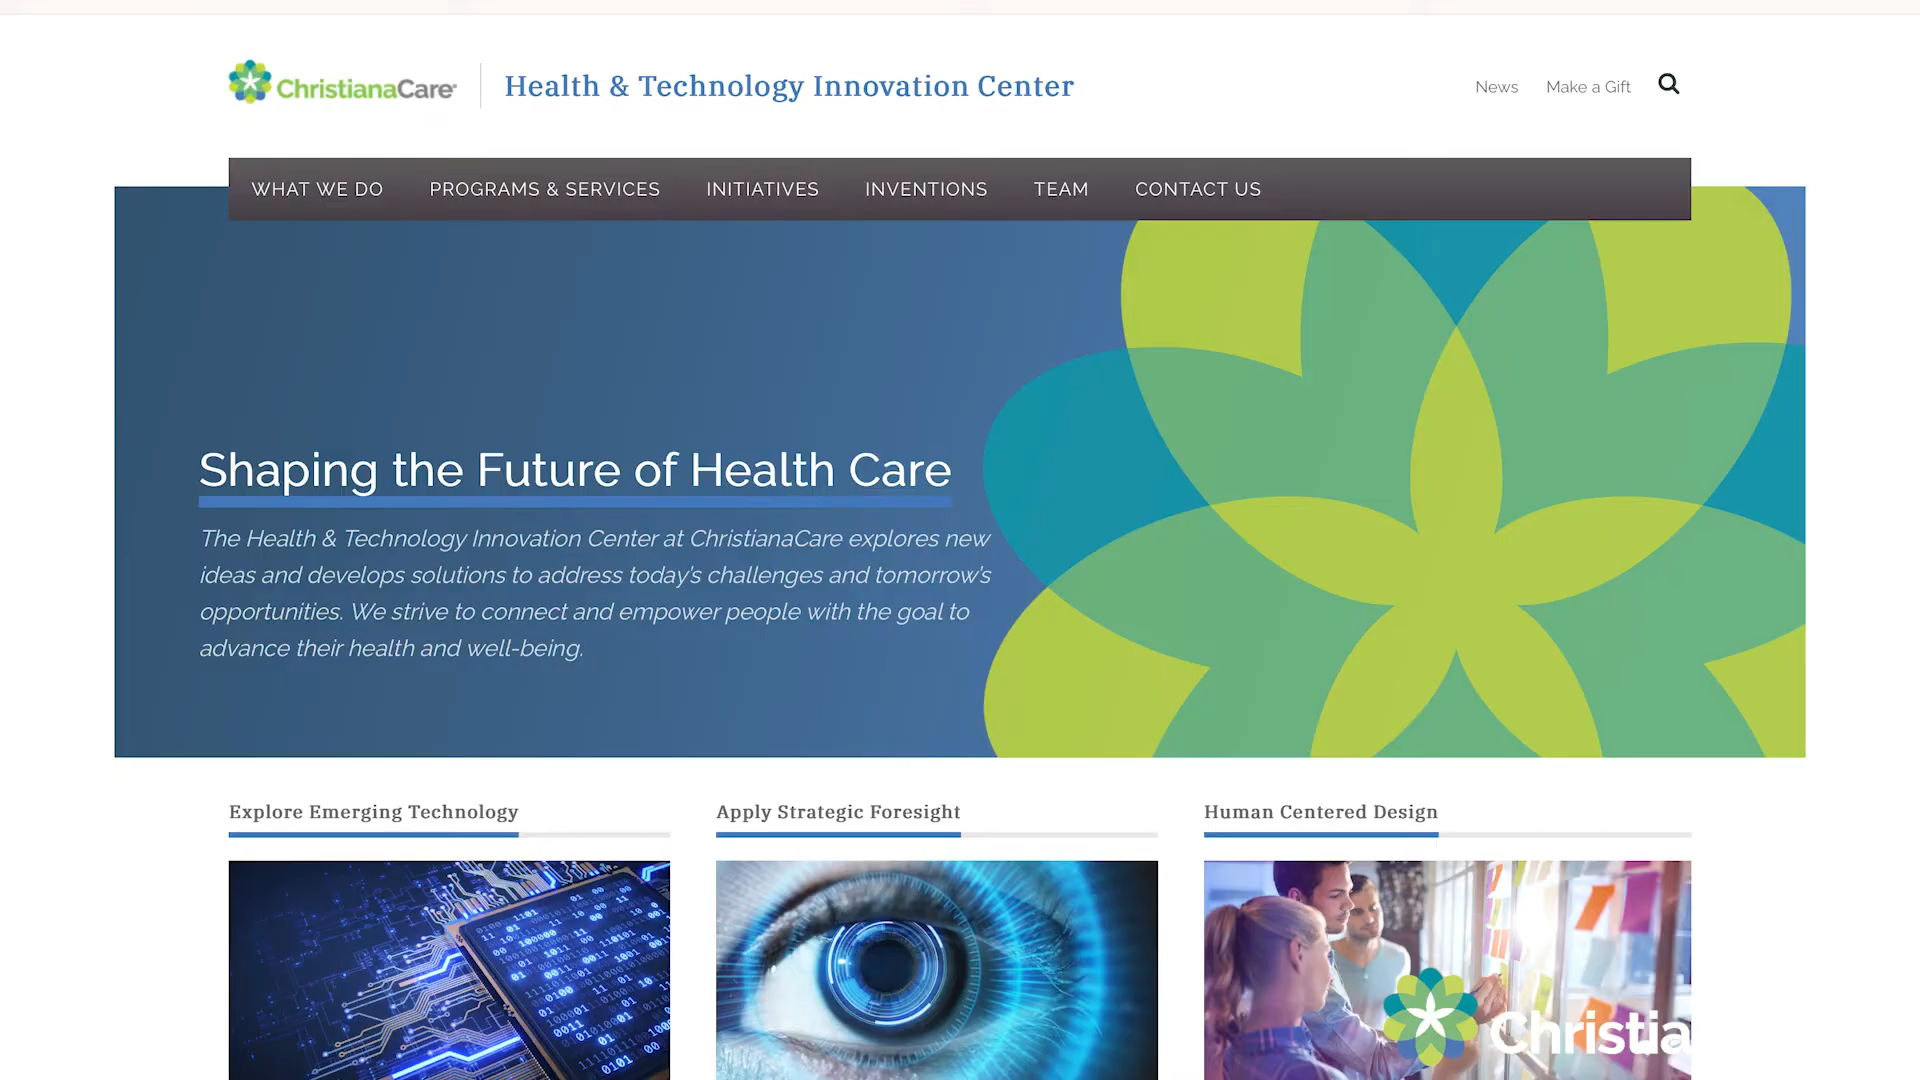 ChristianaCare
Health & Technology Innovation Center
News
Make a Gift
WHAT WE DO
PROGRAMS & SERVICES
INITIATIVES
INVENTIONS
TEAM
CONTACT US
Shaping the Future of Health Care
The Health & Technology Innovation Center at ChristianaCare explores new
ideas and develops solutions to address today's challenges and tomorrow's
opportunities. We strive to connect and empower people with the goal to
advance their health and well-being.
Explore Emerging Technology
Apply Strategic Foresight
Human Centered Design
Christia